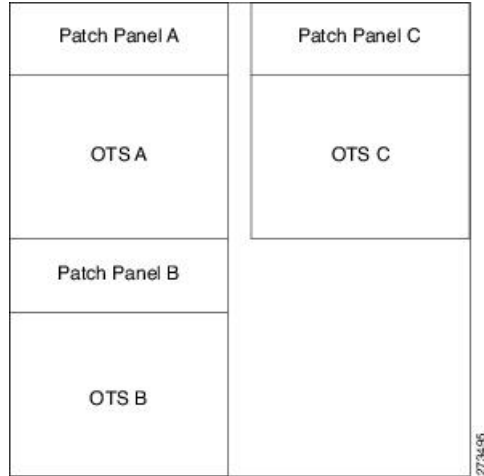 Patch Panel A
Patch Panel C
OTS A
OTS C
Patch Panel B
OTS B
273495